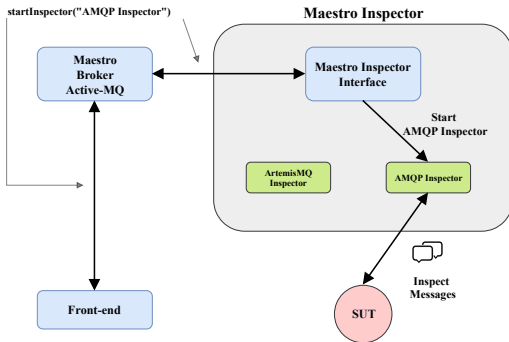 startInspector("AMQP Inspector")
Maestro Inspector
Maestro
Broker
Active-MQ
Maestro Inspector
Interface
Start
AMQP Inspector
ArtemisMQ
Inspector
AMQP Inspector
Inspect
Messages
Front-end
SUT